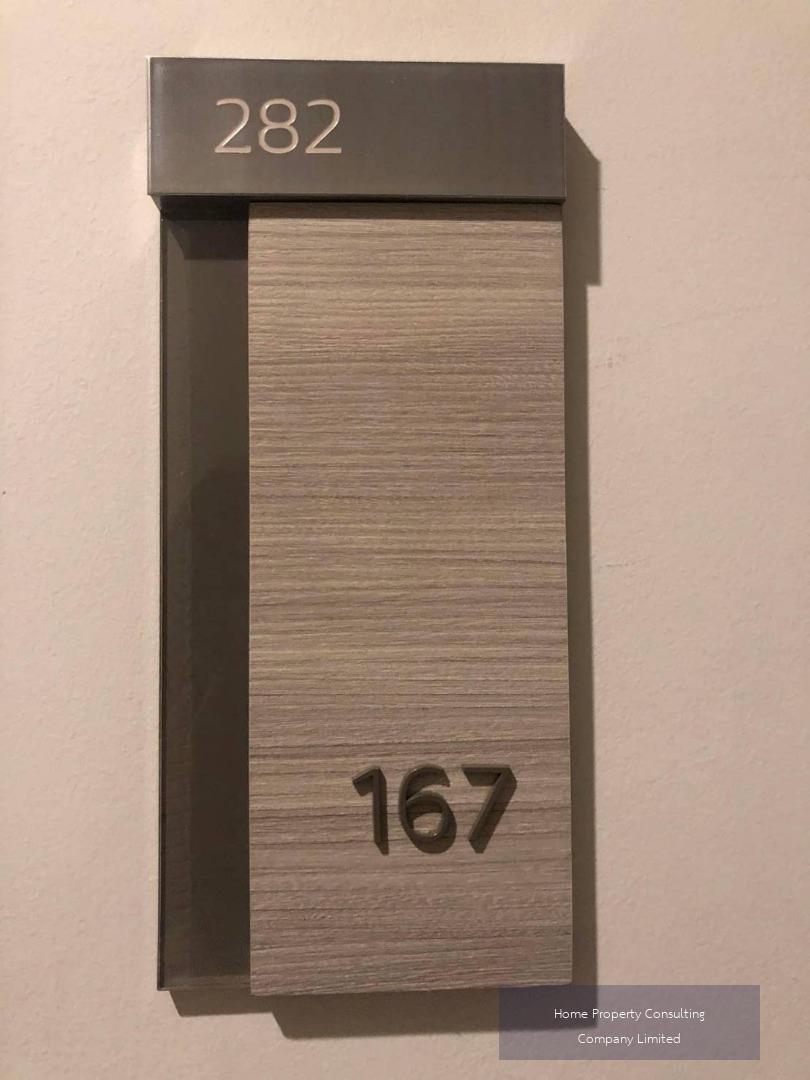 282
167
Home Property Consulting
Company Limited